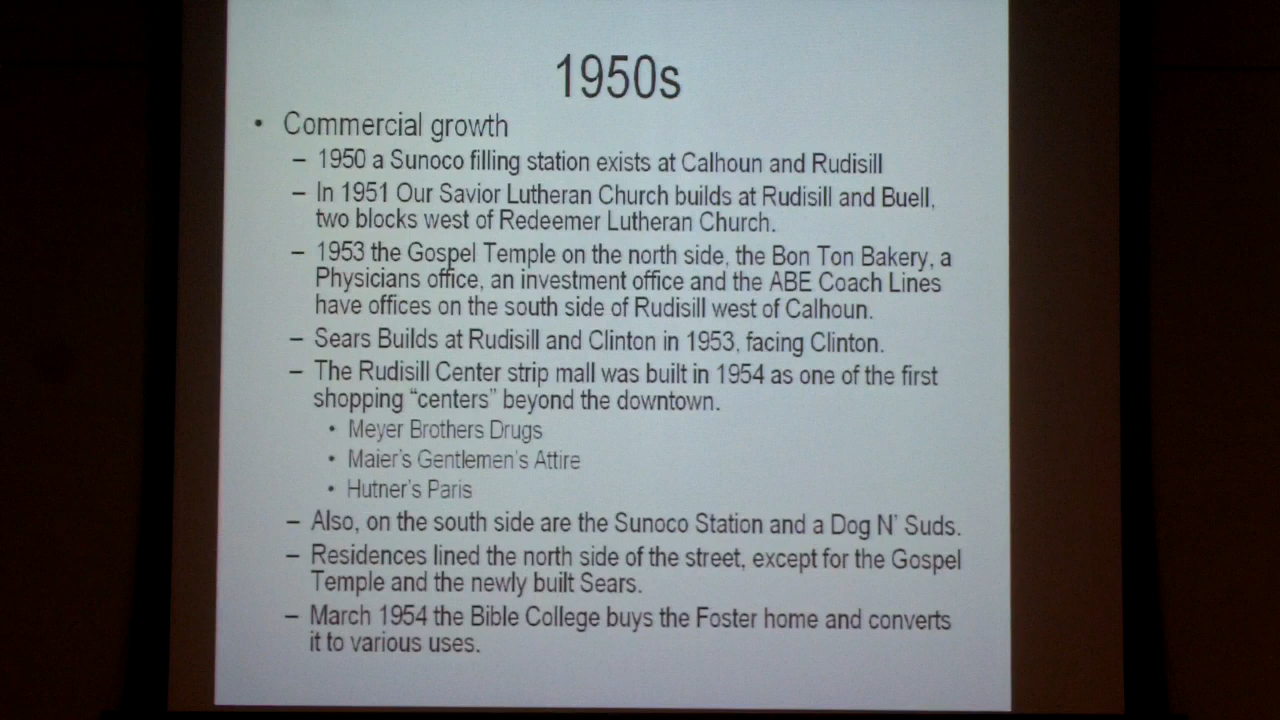 1950s
• Commercial growth
– 1950 a Sunoco filling station exists at Calhoun and Rudisill
– In 1951 Our Savior Lutheran Church builds at Rudisill and Buell,
two blocks west of Redeemer Lutheran Church.
– 1953 the Gospel Temple on the north side, the Bon Ton Bakery, a
Physicians office, an investment office and the ABE Coach Lines
have offices on the south side of Rudisill west of Calhoun.
– Sears Builds at Rudisill and Clinton in 1953, facing Clinton.
– The Rudisill Center strip mall was built in 1954 as one of the first
shopping “centers” beyond the downtown.
• Meyer Brothers Drugs
• Maier’s Gentlemen’s Attire
• Hutner’s Paris
– Also, on the south side are the Sunoco Station and a Dog N’ Suds.
– Residences lined the north side of the street, except for the Gospel
Temple and the newly built Sears.
– March 1954 the Bible College buys the Foster home and converts
it to various uses.